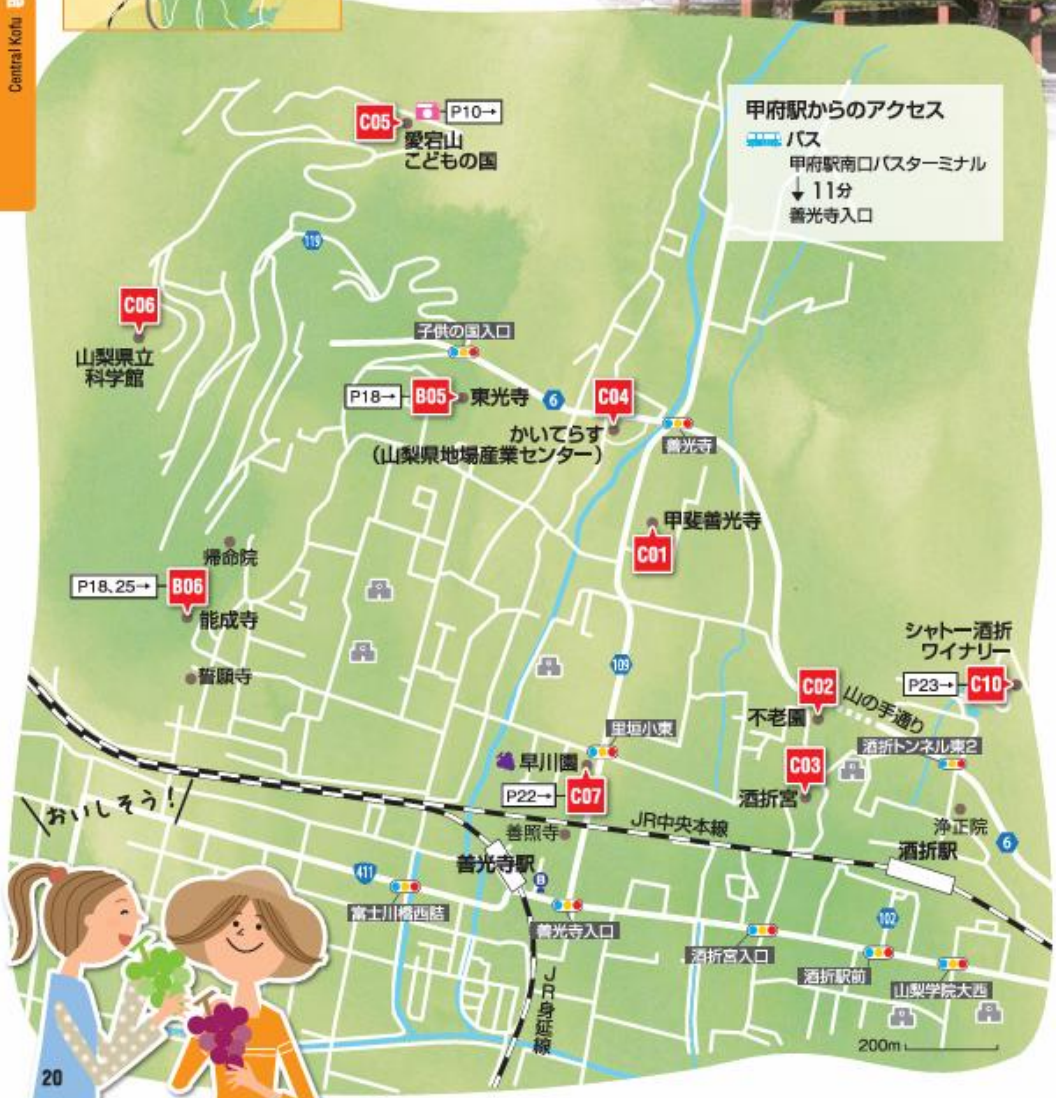 Central Kofu
C05
P10→
愛宕山
こどもの国
甲府駅からのアクセス
バス
甲府駅南口バスターミナル
↓ 11分
善光寺入口
119
C06
山梨県立
科学館
子供の国入口
P18→
B05
東光寺
6
C04
かいてらす
(山梨県地場産業センター)
善光寺
甲斐善光寺
C01
帰命院
P18、25→
B06
能成寺
誓願寺
109
シャトー酒折
ワイナリー
P23→
C10
C02
不老園
山の手通り
里垣小東
酒折トンネル東2
早川園
C03
P22→
C07
酒折宮
JR中央本線
善照寺
浄正院
6
おいしそう!
善光寺駅
酒折駅
411
B
富士川橋西詰
善光寺入口
102
酒折宮入口
酒折駅前
山梨学院大西
JR身延線
200m
20